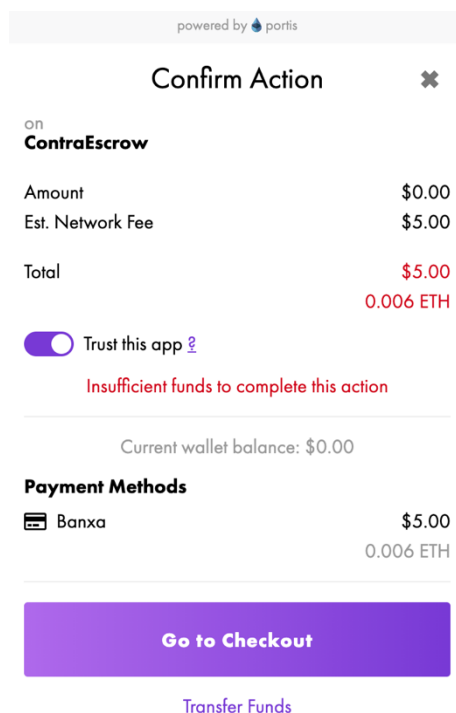 powered by portis
Confirm Action
on
ContraEscrow
Amount $0.00
Est. Network Fee $5.00
Total $5.00
0.006 ETH
Trust this app ?
Insufficient funds to complete this action
Current wallet balance: $0.00
Payment Methods
Banxa $5.00
0.006 ETH
Go to Checkout
Transfer Funds